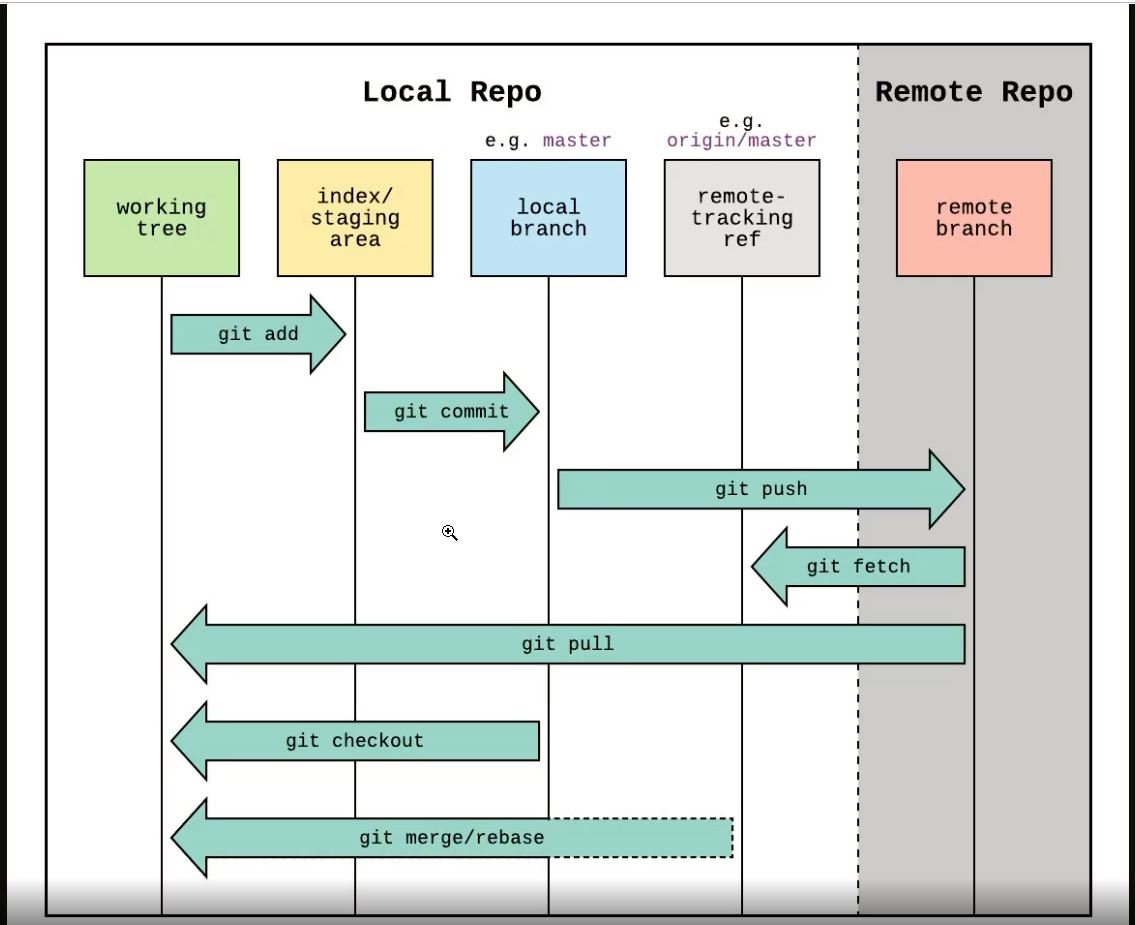 Local Repo
Remote Repo
e.g. master
e.g.
origin/master
working
tree
index/
staging
area
local
branch
remote-
tracking
ref
remote
branch
git add
git commit
git push
git fetch
git pull
git checkout
git merge/rebase